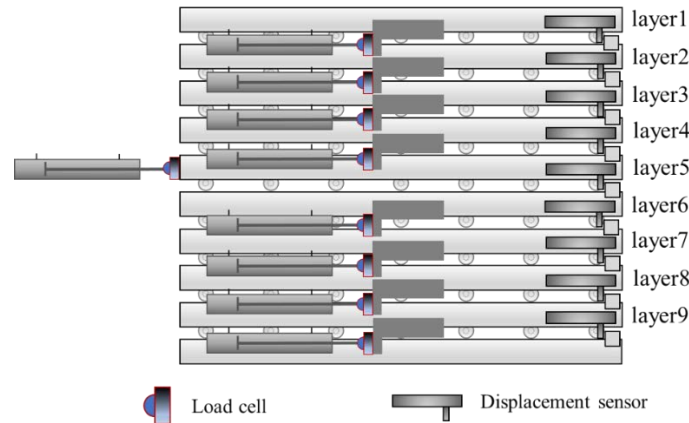 layer1
layer2
layer3
layer4
layer5
layer6
layer7
layer8
layer9
Load cell
Displacement sensor